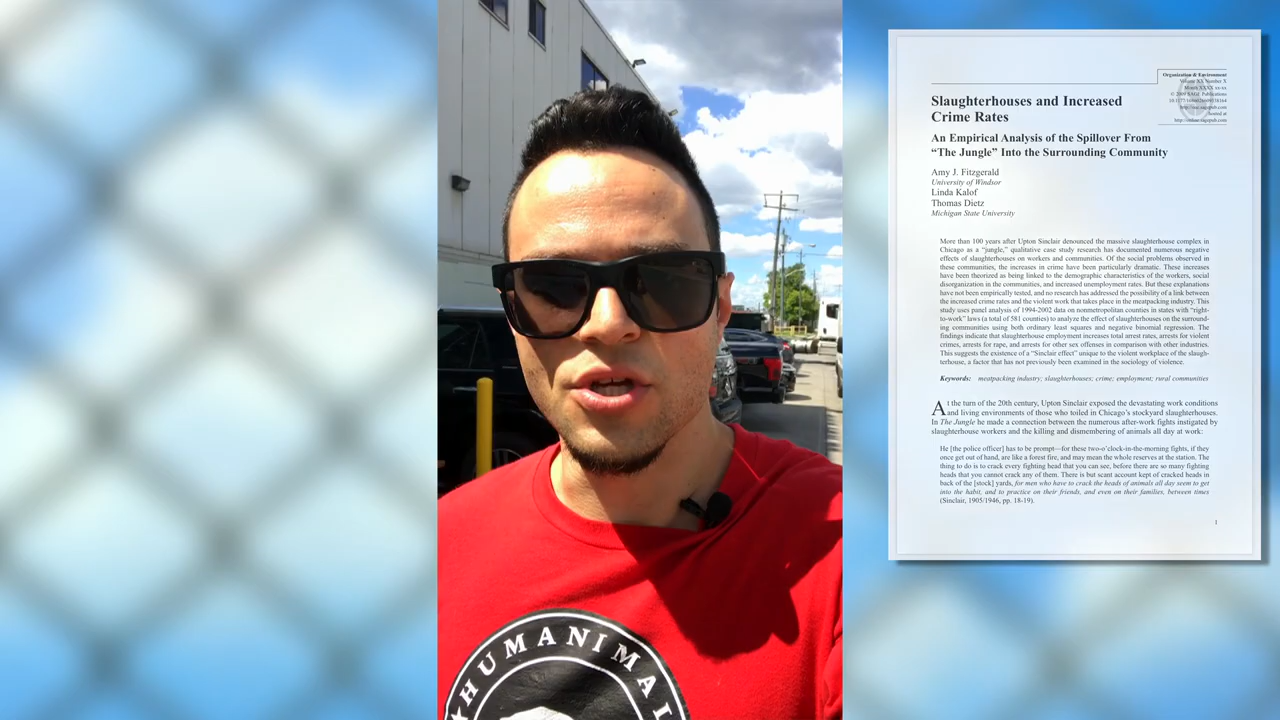 HUMANIMAL
Organization & Environment
Volume XX Number X
Month XXXX xx-xx
© 2009 SAGE Publications
hosted at
Slaughterhouses and Increased
Crime Rates
An Empirical Analysis of the Spillover From
“The Jungle” Into the Surrounding Community
Amy J. Fitzgerald
University of Windsor
Linda Kalof
Thomas Dietz
Michigan State University
More than 100 years after Upton Sinclair denounced the massive slaughterhouse complex in
Chicago as a “jungle,” qualitative case study research has documented numerous negative
effects of slaughterhouses on workers and communities. Of the social problems observed in
these communities, the increases in crime have been particularly dramatic. These increases
have been theorized as being linked to the demographic characteristics of the workers, social
disorganization in the communities, and increased unemployment rates. But these explanations
have not been empirically tested, and no research has addressed the possibility of a link between
the increased crime rates and the violent work that takes place in the meatpacking industry. This
study uses panel analysis of 1994-2002 data on nonmetropolitan counties in states with “right-
to-work” laws (a total of 581 counties) to analyze the effect of slaughterhouses on the surround-
ing communities using both ordinary least squares and negative binomial regression. The
findings indicate that slaughterhouse employment increases total arrest rates, arrests for violent
crimes, arrests for rape, and arrests for other sex offenses in comparison with other industries.
This suggests the existence of a “Sinclair effect” unique to the violent workplace of the slaugh-
terhouse, a factor that has not previously been examined in the sociology of violence.
Keywords: meatpacking industry; slaughterhouses; crime; employment; rural communities
At the turn of the 20th century, Upton Sinclair exposed the devastating work conditions
and living environments of those who toiled in Chicago’s stockyard slaughterhouses.
In The Jungle he made a connection between the numerous after-work fights instigated by
slaughterhouse workers and the killing and dismembering of animals all day at work:
He [the police officer] has to be prompt—for these two-o’clock-in-the-morning fights, if they
once get out of hand, are like a forest fire, and may mean the whole reserves at the station. The
thing to do is to crack every fighting head that you see, before there are so many fighting
heads that you cannot crack any of them. There is but scant account kept of cracked heads in
back of the [stock] yards, for men who have to crack the heads of animals all day seem to get
into the habit, and to practice on their friends, and even on their families, between times
(Sinclair, 1905/1946, pp. 18-19).
1